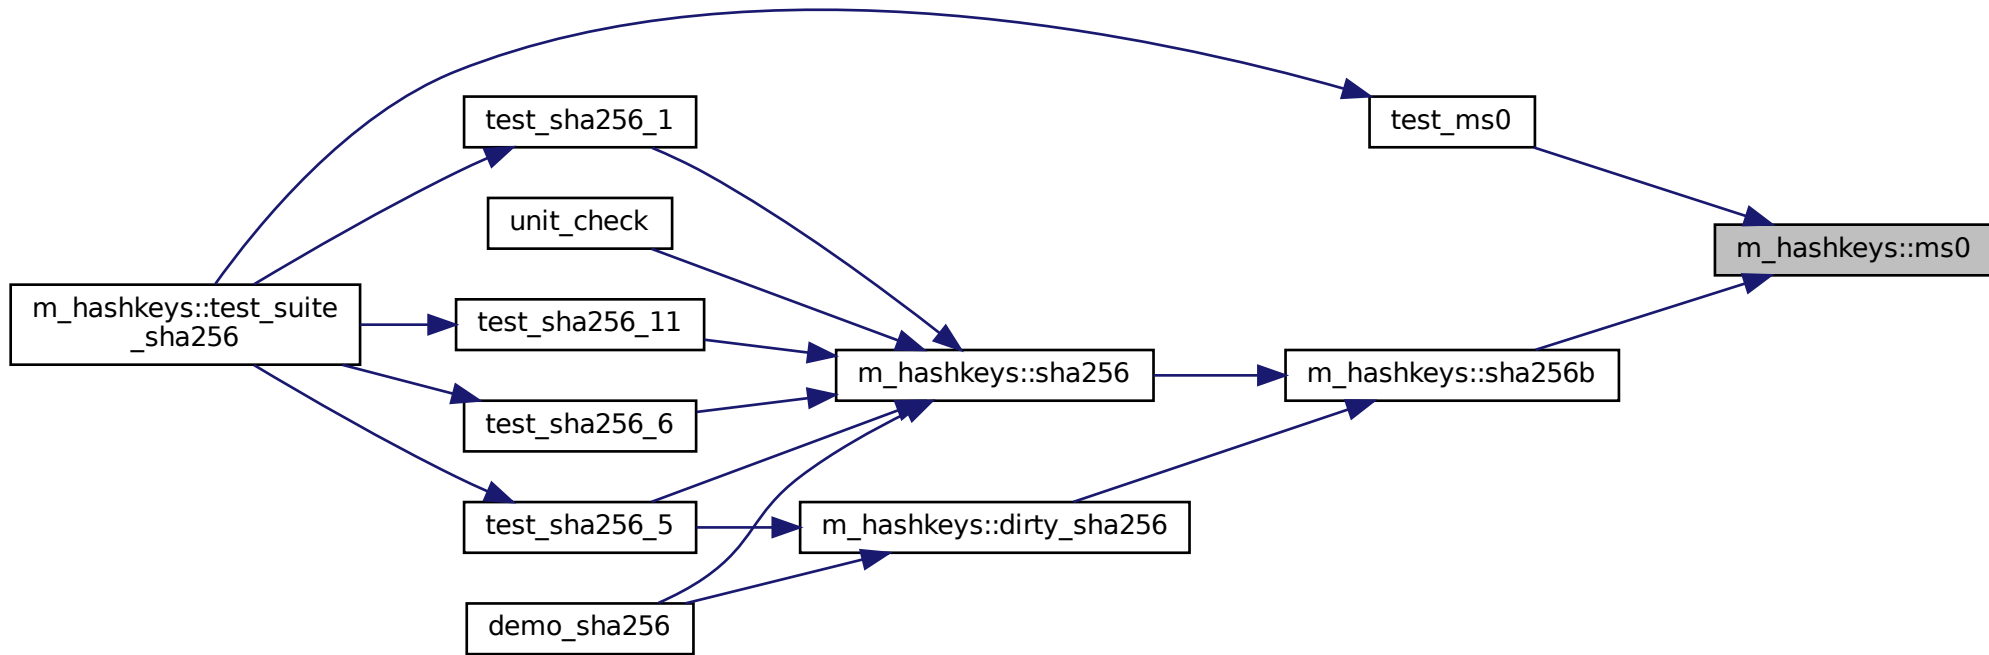 test_sha256_1
test_ms0
unit_check
m_hashkeys::ms0
m_hashkeys::test_suite
_sha256
test_sha256_11
m_hashkeys::sha256
m_hashkeys::sha256b
test_sha256_6
test_sha256_5
m_hashkeys::dirty_sha256
demo_sha256